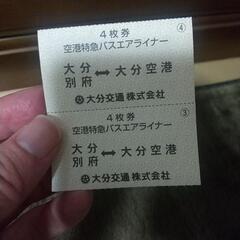 ④
4枚券
空港特急バスエアライナー
大分
別府 ⟷ 大分空港
大分交通株式会社
③
4枚券
空港特急バスエアライナー
大分
別府 ⟷ 大分空港
大分交通株式会社